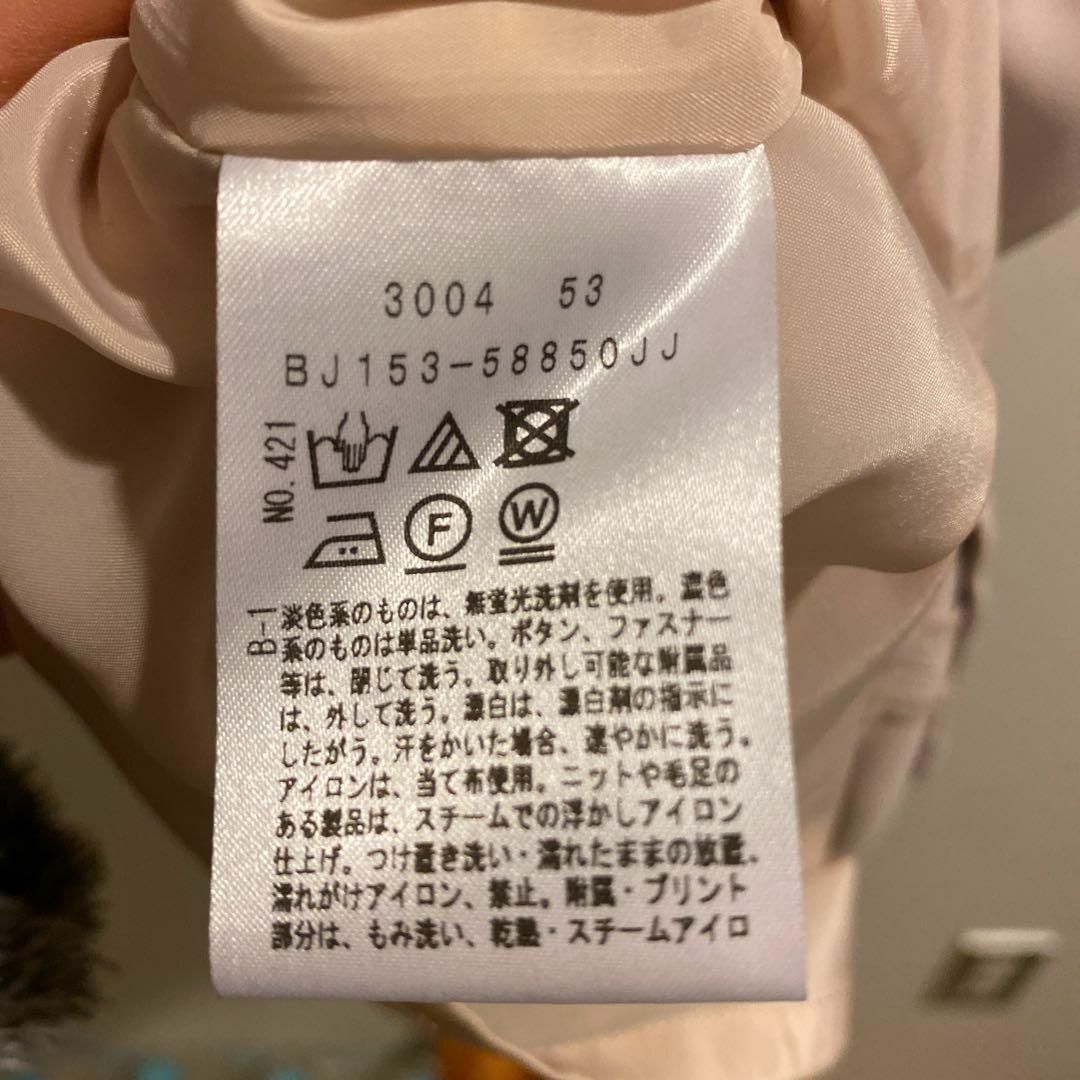 3004 53
BJ153-58850JJ
NO.421
F
W
B-1
淡色系のものは、無蛍光洗剤を使用。濃色
系のものは単品洗い。ボタン、ファスナー
等は、閉じて洗う。取り外し可能な附属品
は、外して洗う。漂白は、漂白剤の指示に
したがう。汗をかいた場合、速やかに洗う。
アイロンは、当て布使用。ニットや毛足の
ある製品は、スチームでの浮かしアイロン
仕上げ。つけ置き洗い・濡れたままの放置、
濡れがけアイロン、禁止。附属・プリント
部分は、もみ洗い、乾熱・スチームアイロ